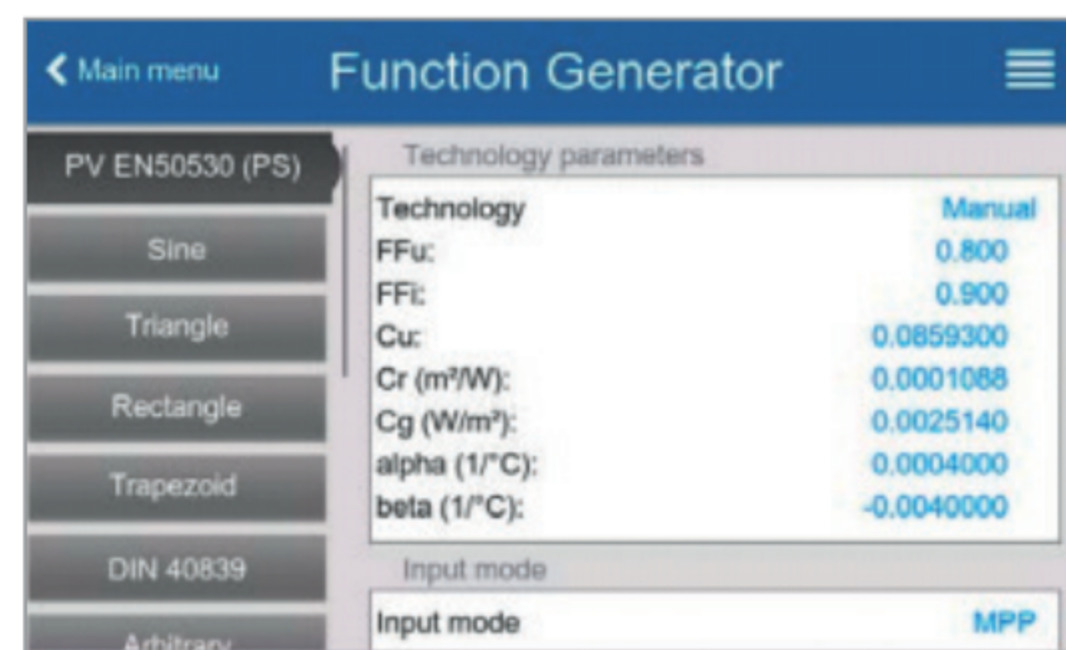 Main menu
Function Generator
PV EN50530 (PS)
Sine
Triangle
Rectangle
Trapezoid
DIN 40839
Arbitrary
Technology parameters
Technology Manual
FFu: 0.800
FFi: 0.900
Cu: 0.0859300
Cr (m²/W): 0.0001088
Cg (W/m²): 0.0025140
alpha (1/°C): 0.0004000
beta (1/°C): -0.0040000
Input mode
Input mode MPP